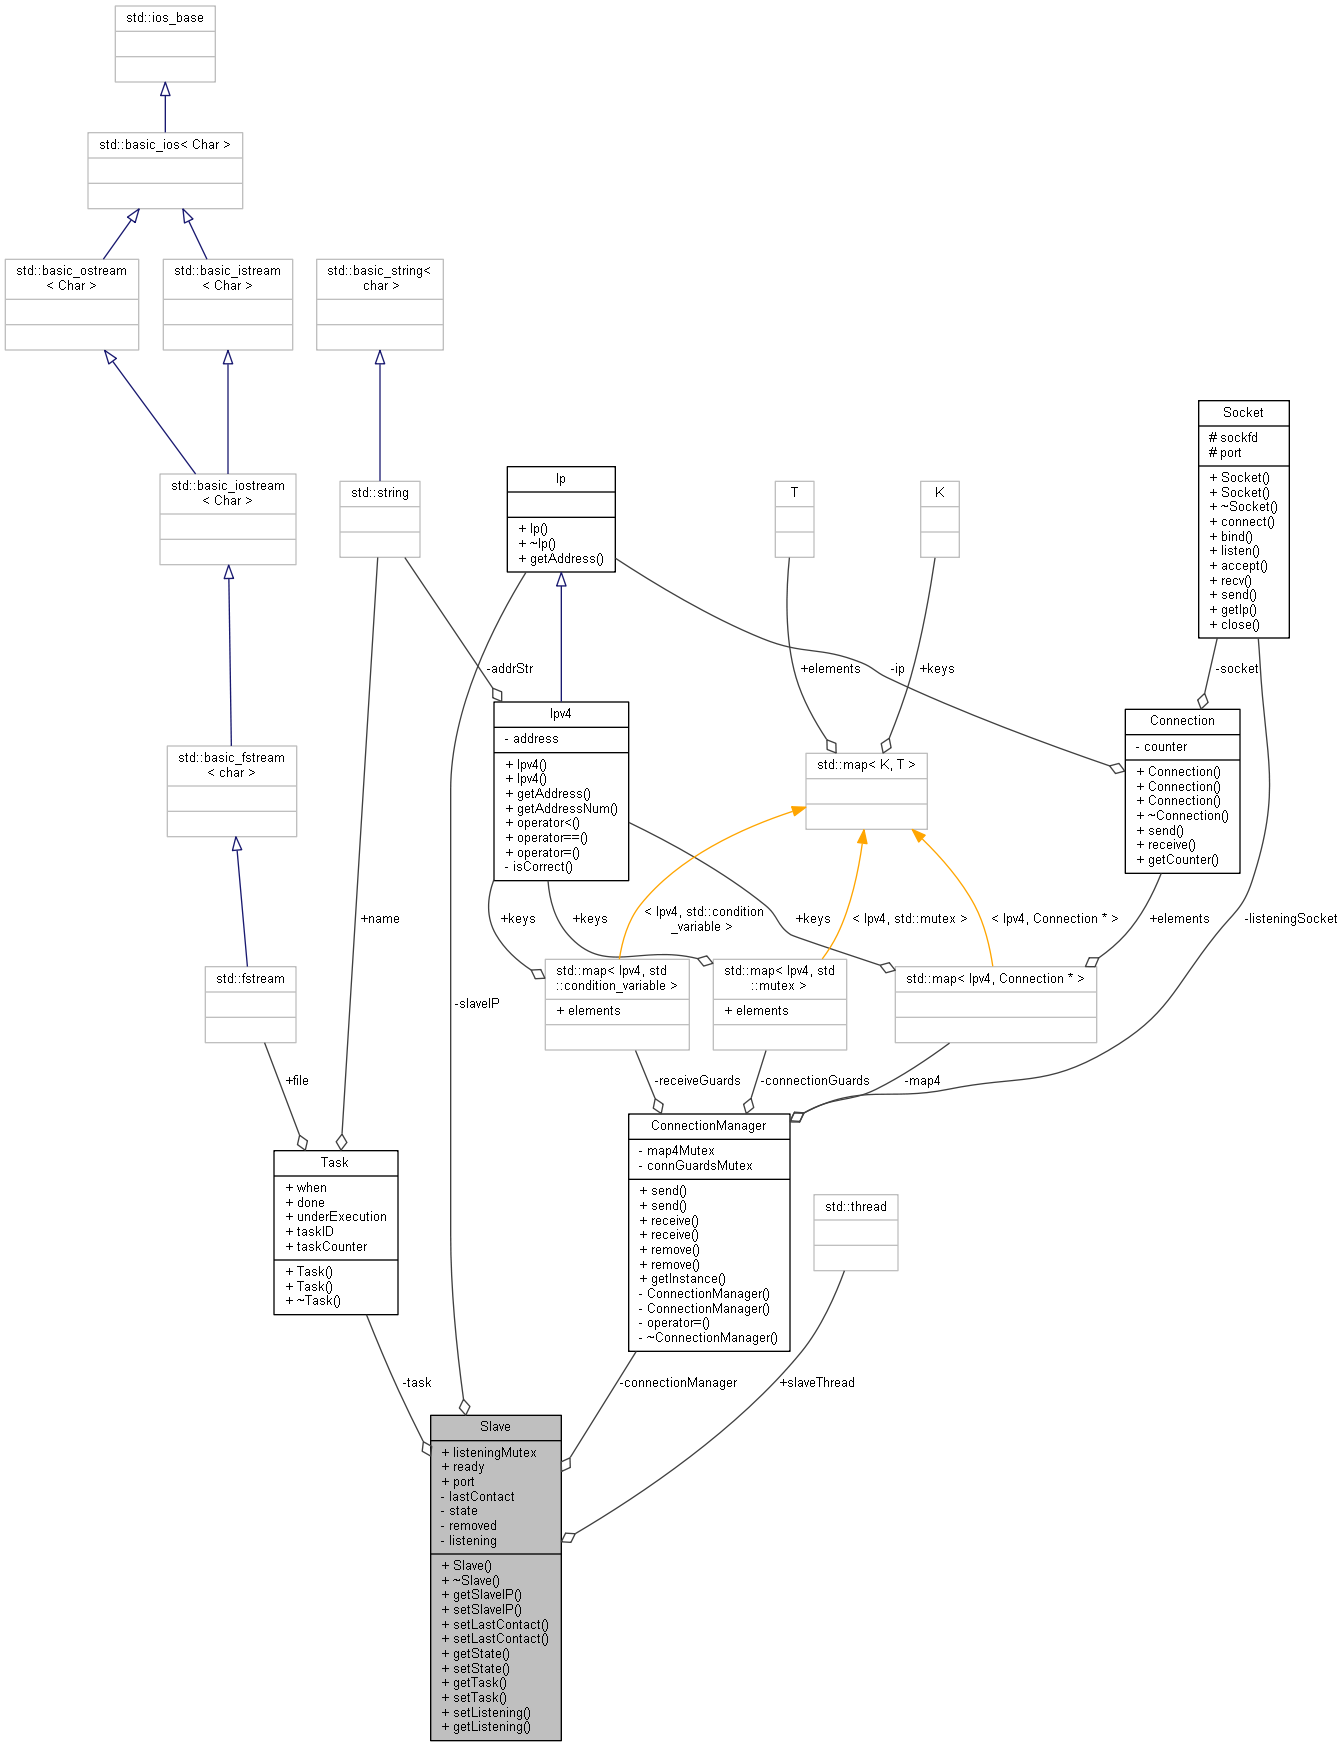 std::ios_base
std::basic_ios< Char >
std::basic_ostream
< Char >
std::basic_istream
< Char >
std::basic_string<
char >
Socket
# sockfd
# port
+ Socket()
+ Socket()
+ ~Socket()
+ connect()
+ bind()
+ listen()
+ accept()
+ recv()
+ send()
+ getIp()
+ close()
std::basic_iostream
< Char >
std::string
Ip
+ Ip()
+ ~Ip()
+ getAddress()
T
K
-addrStr
+elements
-ip
+keys
-socket
Ipv4
- address
+ Ipv4()
+ Ipv4()
+ getAddress()
+ getAddressNum()
+ operator<()
+ operator==()
+ operator=()
- isCorrect()
Connection
- counter
+ Connection()
+ Connection()
+ Connection()
+ ~Connection()
+ send()
+ receive()
+ getCounter()
std::basic_fstream
< char >
std::map< K, T >
+name
+keys
+keys
< Ipv4, std::condition
_variable >
+keys
< Ipv4, std::mutex >
< Ipv4, Connection * >
+elements
-listeningSocket
std::fstream
-slaveIP
std::map< Ipv4, std
::condition_variable >
+ elements
std::map< Ipv4, std
::mutex >
+ elements
std::map< Ipv4, Connection * >
+file
-receiveGuards
-connectionGuards
-map4
Task
+ when
+ done
+ underExecution
+ taskID
+ taskCounter
+ Task()
+ Task()
+ ~Task()
ConnectionManager
- map4Mutex
- connGuardsMutex
+ send()
+ send()
+ receive()
+ receive()
+ remove()
+ remove()
+ getInstance()
- ConnectionManager()
- ConnectionManager()
- operator=()
- ~ConnectionManager()
std::thread
-task
-connectionManager
+slaveThread
Slave
+ listeningMutex
+ ready
+ port
- lastContact
- state
- removed
- listening
+ Slave()
+ ~Slave()
+ getSlaveIP()
+ setSlaveIP()
+ setLastContact()
+ setLastContact()
+ getState()
+ setState()
+ getTask()
+ setTask()
+ setListening()
+ getListening()